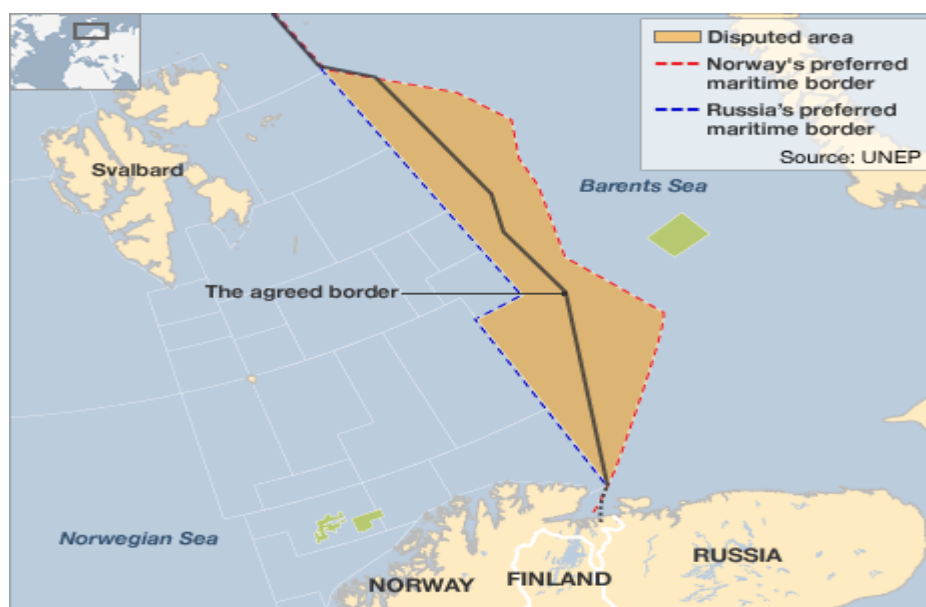 Disputed area
Norway's preferred
maritime border
Russia's preferred
maritime border
Source: UNEP
Svalbard
Barents Sea
The agreed border
Norwegian Sea
NORWAY
FINLAND
RUSSIA